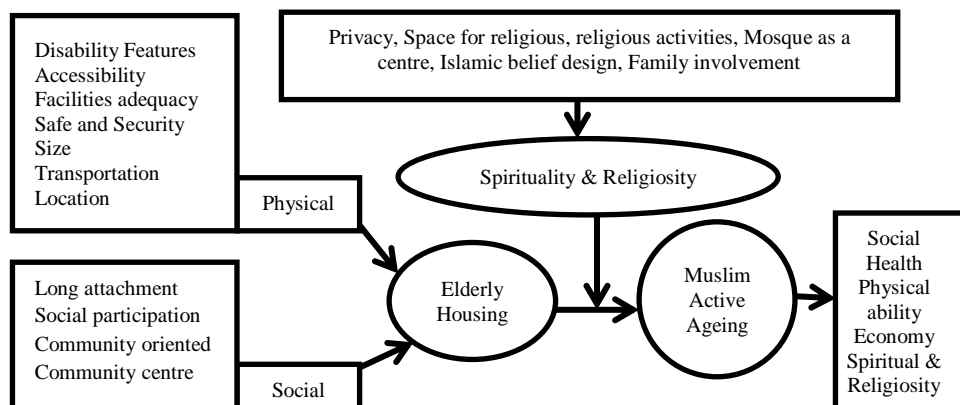 Disability Features
Accessibility
Facilities adequacy
Safe and Security
Size
Transportation
Location
Physical
Privacy, Space for religious, religious activities, Mosque as a
centre, Islamic belief design, Family involvement
Spirituality & Religiosity
Long attachment
Social participation
Community oriented
Community centre
Social
Elderly
Housing
Muslim
Active
Ageing
Social
Health
Physical
ability
Economy
Spiritual &
Religiosity